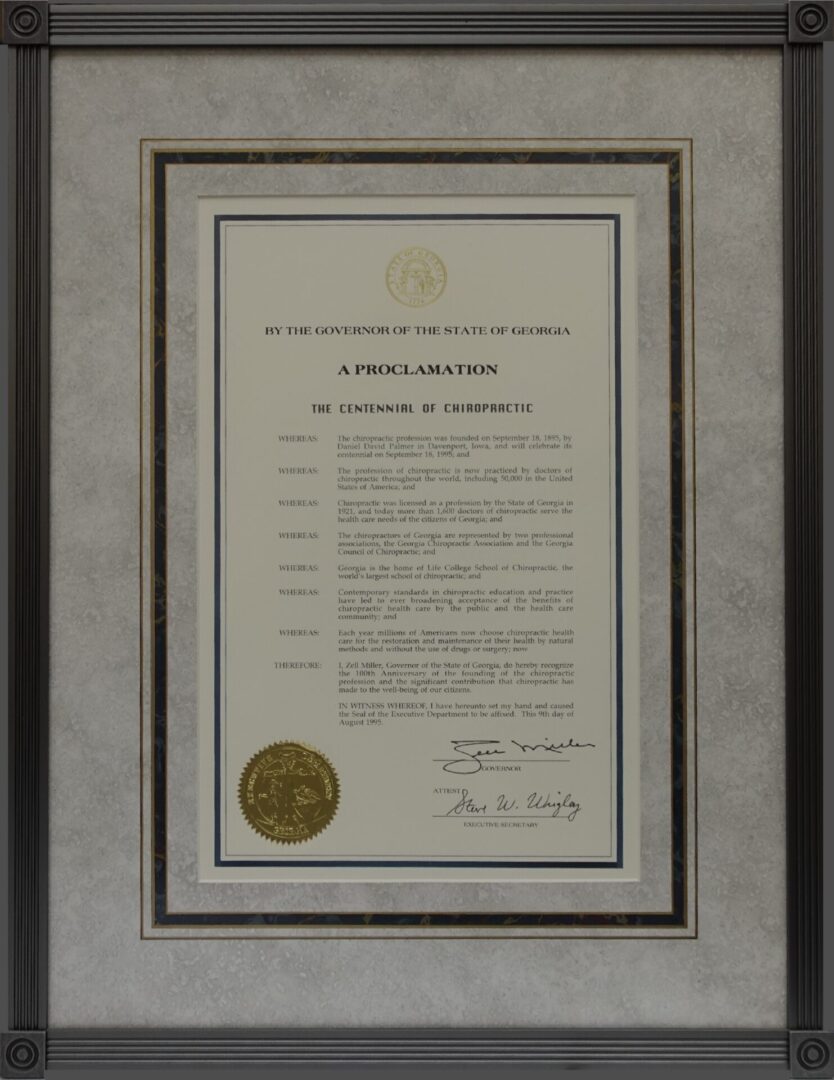 STATE OF GEORGIA
1776
BY THE GOVERNOR OF THE STATE OF GEORGIA
A PROCLAMATION
THE CENTENNIAL OF CHIROPRACTIC
WHEREAS: The chiropractic profession was founded on September 18, 1895, by
Daniel David Palmer in Davenport, Iowa, and will celebrate its
centennial on September 16, 1995; and
WHEREAS: The profession of chiropractic is now practiced by doctors of
chiropractic throughout the world, including 50,000 in the United
States of America; and
WHEREAS: Chiropractic was licensed as a profession by the State of Georgia in
1921, and today more than 1,600 doctors of chiropractic serve the
health care needs of the citizens of Georgia; and
WHEREAS: The chiropractors of Georgia are represented by two professional
associations, the Georgia Chiropractic Association and the Georgia
Council of Chiropractic; and
WHEREAS: Georgia is the home of Life College School of Chiropractic, the
world's largest school of chiropractic; and
WHEREAS: Contemporary standards in chiropractic education and practice
have led to ever broadening acceptance of the benefits of
chiropractic health care by the public and the health care
community; and
WHEREAS: Each year millions of Americans now choose chiropractic health
care for the restoration and maintenance of their health by natural
methods and without the use of drugs or surgery; now
THEREFORE: I, Zell Miller, Governor of the State of Georgia, do hereby recognize
the 100th Anniversary of the founding of the chiropractic
profession and the significant contribution that chiropractic has
made to the well-being of our citizens.
IN WITNESS WHEREOF, I have hereunto set my hand and caused
the Seal of the Executive Department to be affixed. This 9th day of
August 1995.
Zell Miller
GOVERNOR
ATTEST
Steve W. Wrigley
EXECUTIVE SECRETARY
GEORGIA